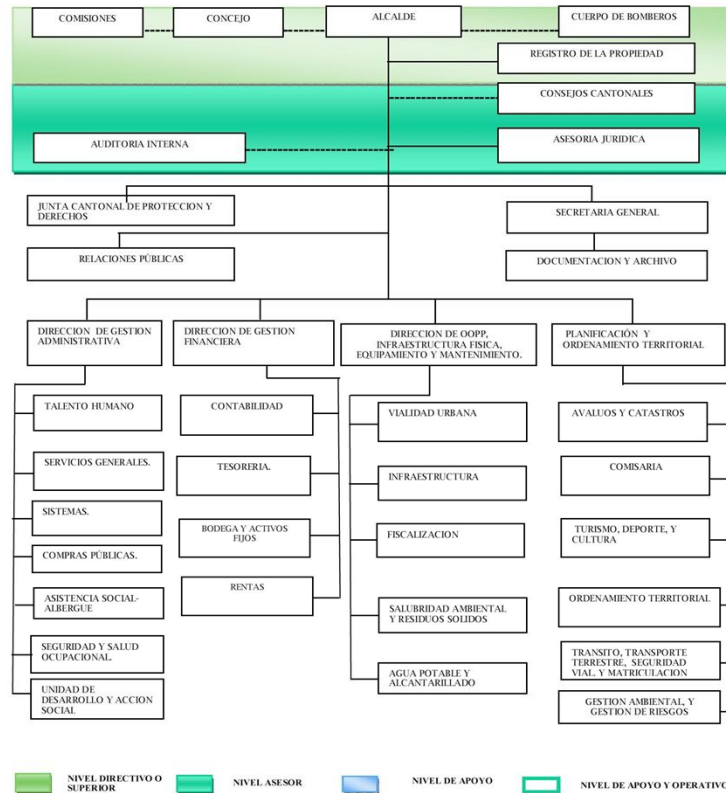 COMISIONES
CONCEJO
ALCALDE
CUERPO DE BOMBEROS
REGISTRO DE LA PROPIEDAD
CONSEJOS CANTONALES
AUDITORIA INTERNA
ASESORIA JURIDICA
JUNTA CANTONAL DE PROTECCION Y
DERECHOS
SECRETARIA GENERAL
RELACIONES PÚBLICAS
DOCUMENTACION Y ARCHIVO
DIRECCION DE GESTION
ADMINISTRATIVA
DIRECCION DE GESTION
FINANCIERA
DIRECCION DE OOPP,
INFRAESTRUCTURA FISICA,
EQUIPAMIENTO Y MANTENIMIENTO.
PLANIFICACIÓN Y
ORDENAMIENTO TERRITORIAL
TALENTO HUMANO
SERVICIOS GENERALES.
SISTEMAS.
COMPRAS PÚBLICAS.
ASISTENCIA SOCIAL-
ALBERGUE
SEGURIDAD Y SALUD
OCUPACIONAL.
UNIDAD DE
DESARROLLO Y ACCION
SOCIAL
CONTABILIDAD
TESORERIA.
BODEGA Y ACTIVOS
FIJOS
RENTAS
VIALIDAD URBANA
INFRAESTRUCTURA
FISCALIZACION
SALUBRIDAD AMBIENTAL
Y RESIDUOS SOLIDOS
AGUA POTABLE Y
ALCANTARILLADO
AVALUOS Y CATASTROS
COMISARIA
TURISMO, DEPORTE, Y
CULTURA
ORDENAMIENTO TERRITORIAL
TRANSITO, TRANSPORTE
TERRESTRE, SEGURIDAD
VIAL. Y MATRICULACION
GESTION AMBIENTAL, Y
GESTION DE RIESGOS
NIVEL DIRECTIVO O
SUPERIOR
NIVEL ASESOR
NIVEL DE APOYO
NIVEL DE APOYO Y OPERATIVO